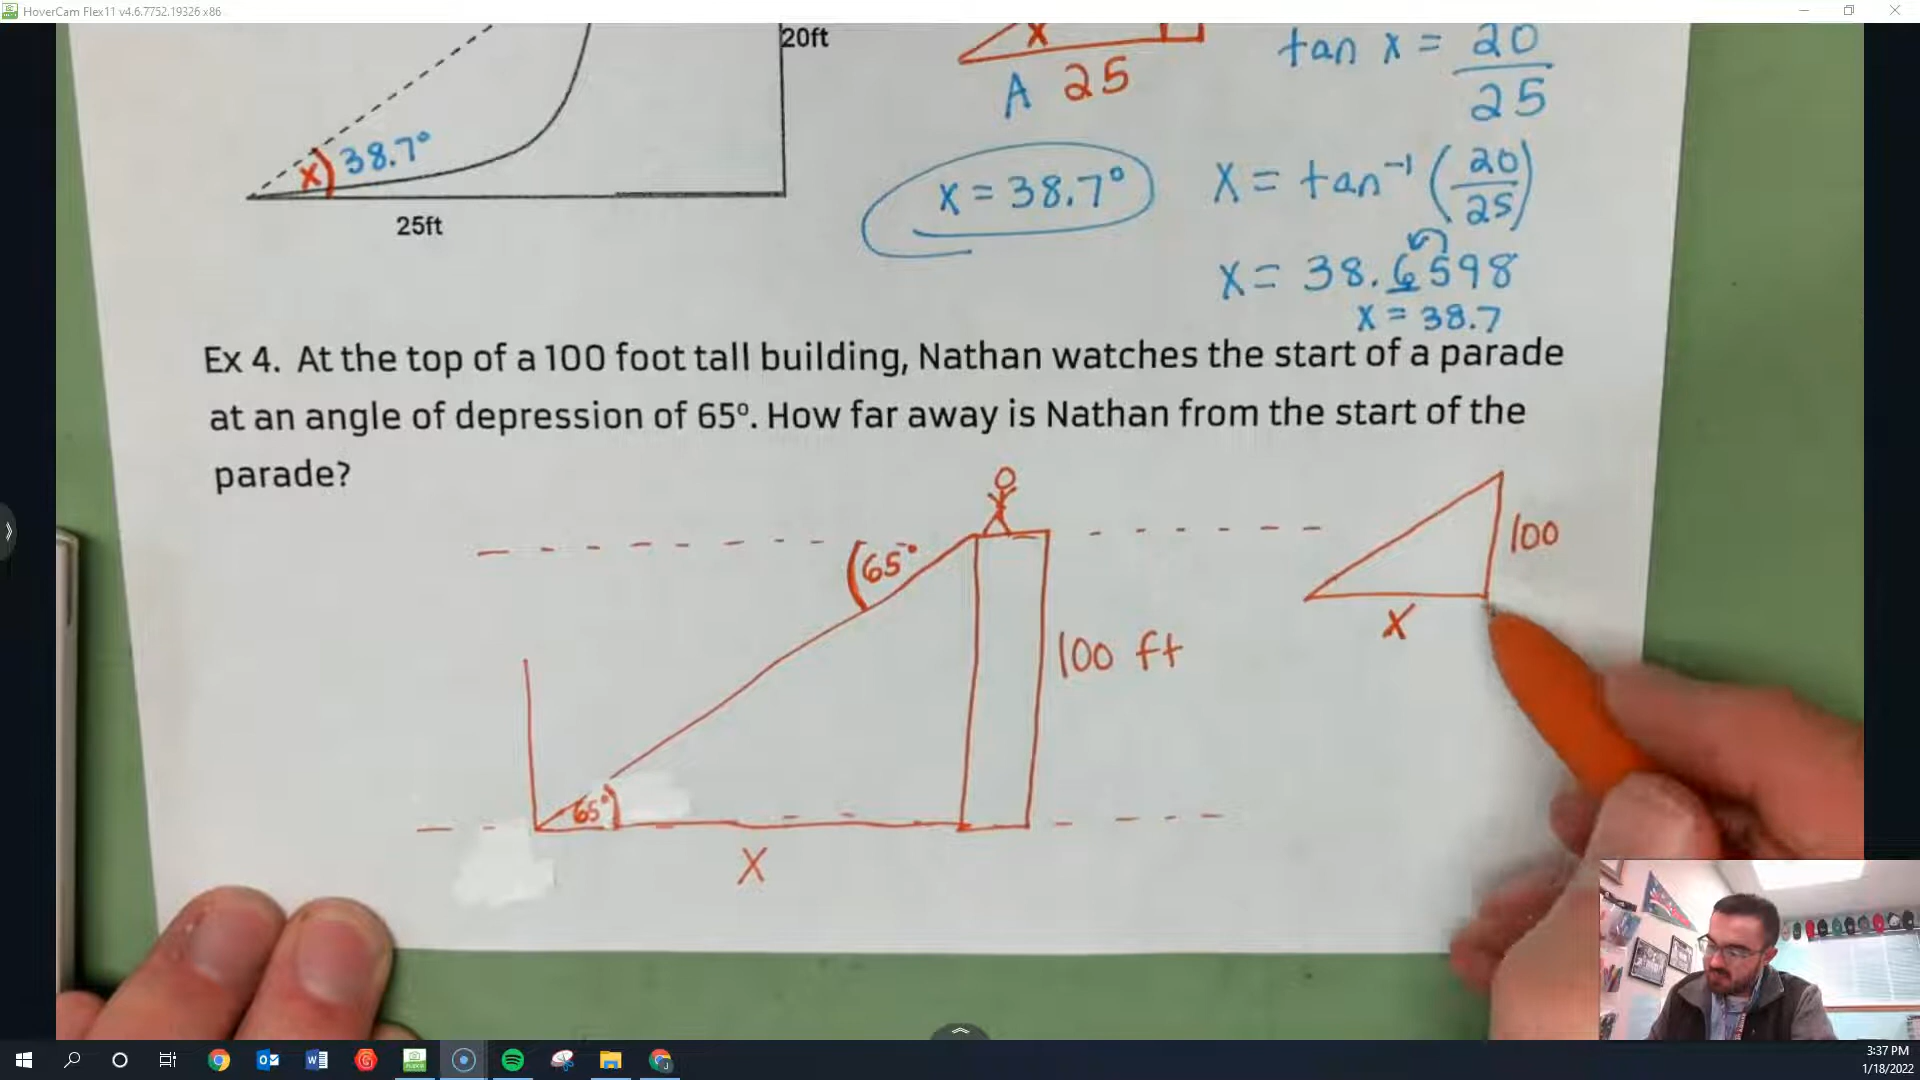 HoverCam Flex11 v4.6.7752.19326 x86
20ft
X
A 25
tan x = 20
25
x) 38.7°
25ft
x = 38.7°
x = tan⁻¹ (20
25)
x = 38.6598
x = 38.7
Ex 4. At the top of a 100 foot tall building, Nathan watches the start of a parade
at an angle of depression of 65º. How far away is Nathan from the start of the
parade?
65°
100
X
100 ft
65°
X
3:37 PM
1/18/2022